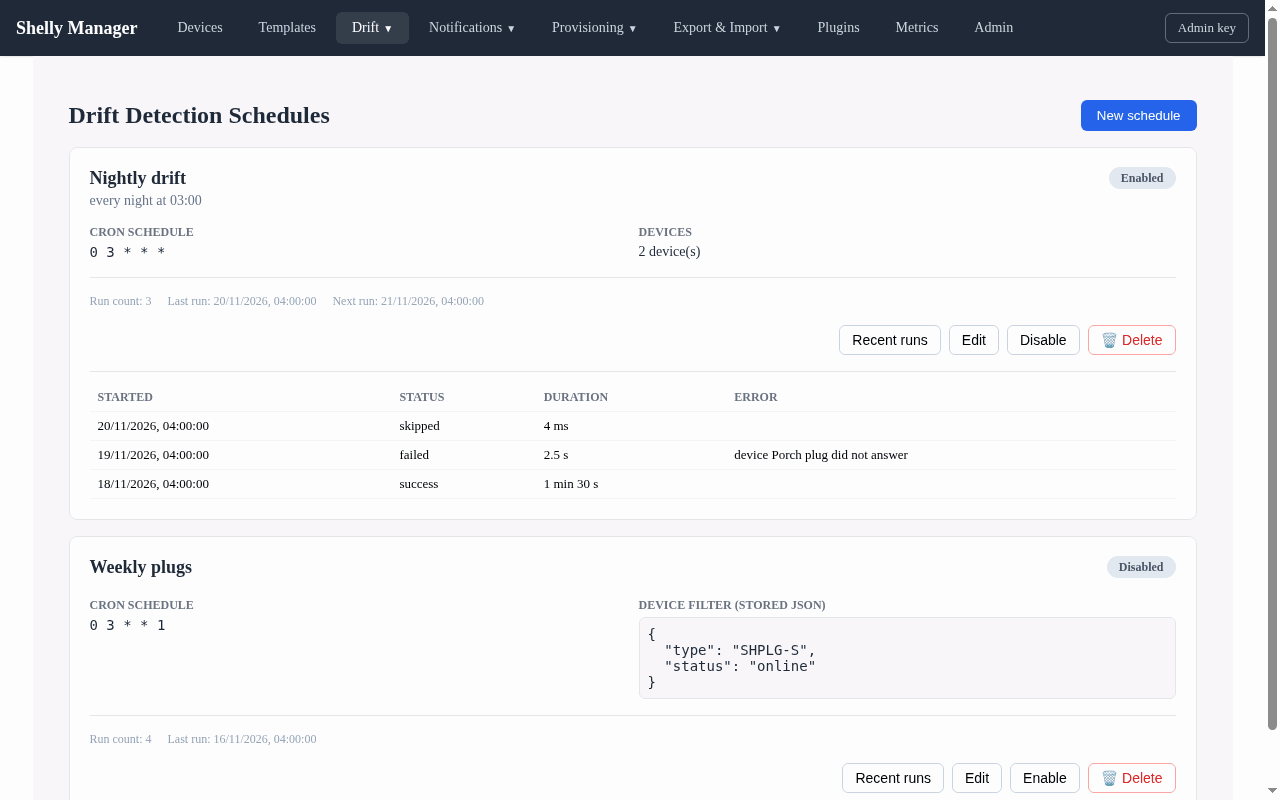 Shelly Manager Devices Templates Drift ▼ Notifications ▼ Provisioning ▼ Export & Import ▼ Plugins Metrics Admin Admin key
Drift Detection Schedules New schedule
Nightly drift Enabled
every night at 03:00
CRON SCHEDULE DEVICES
0 3 * * * 2 device(s)
Run count: 3 Last run: 20/11/2026, 04:00:00 Next run: 21/11/2026, 04:00:00
Recent runs Edit Disable 🗑️ Delete
STARTED STATUS DURATION ERROR
20/11/2026, 04:00:00 skipped 4 ms
19/11/2026, 04:00:00 failed 2.5 s device Porch plug did not answer
18/11/2026, 04:00:00 success 1 min 30 s
Weekly plugs Disabled
CRON SCHEDULE DEVICE FILTER (STORED JSON)
0 3 * * 1
{
"type": "SHPLG-S",
"status": "online"
}
Run count: 4 Last run: 16/11/2026, 04:00:00
Recent runs Edit Enable 🗑️ Delete